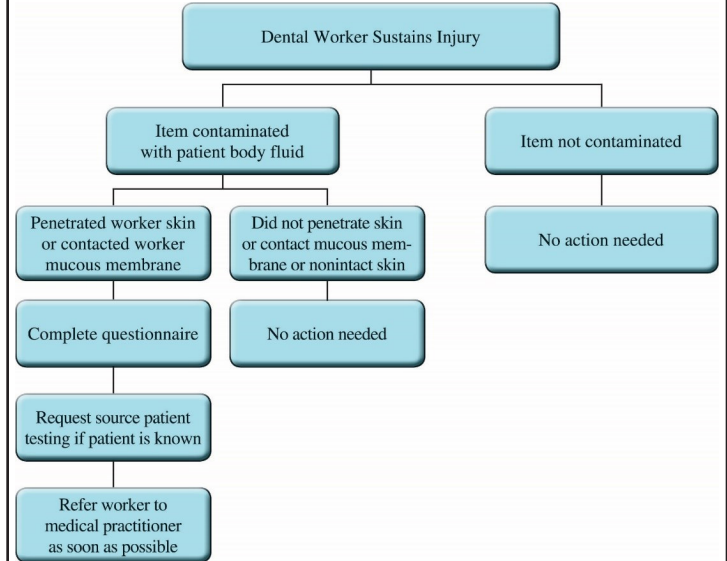 Dental Worker Sustains Injury
Item contaminated
with patient body fluid
Item not contaminated
Penetrated worker skin
or contacted worker
mucous membrane
Did not penetrate skin
or contact mucous mem-
brane or nonintact skin
No action needed
Complete questionnaire
No action needed
Request source patient
testing if patient is known
Refer worker to
medical practitioner
as soon as possible